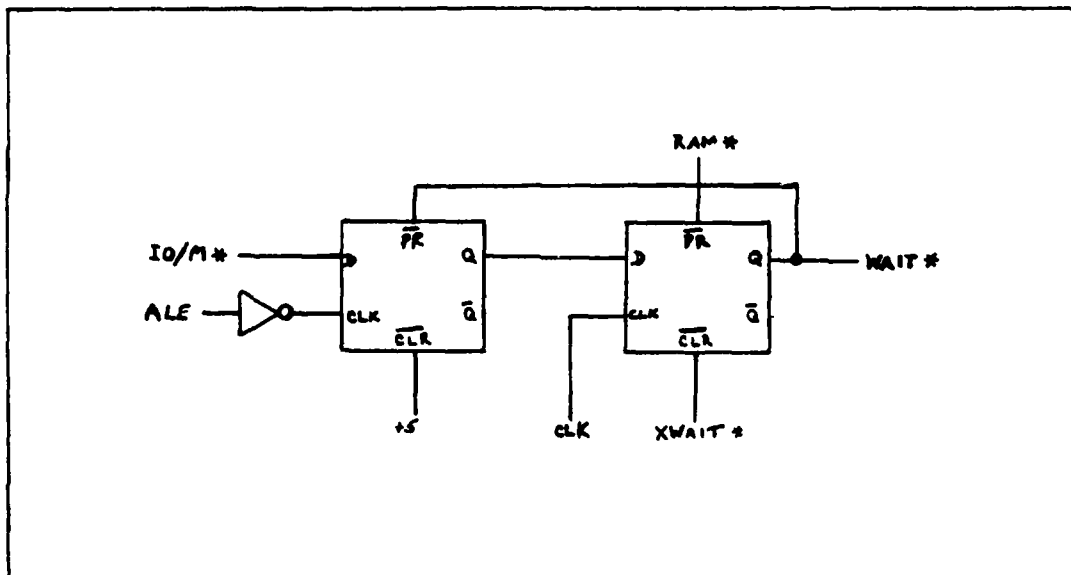 RAM *
IO/M *
PR
D
Q
PR
D
Q
WAIT *
ALE
CLK
Q
CLR
CLK
Q
CLR
+5
CLK
XWAIT *